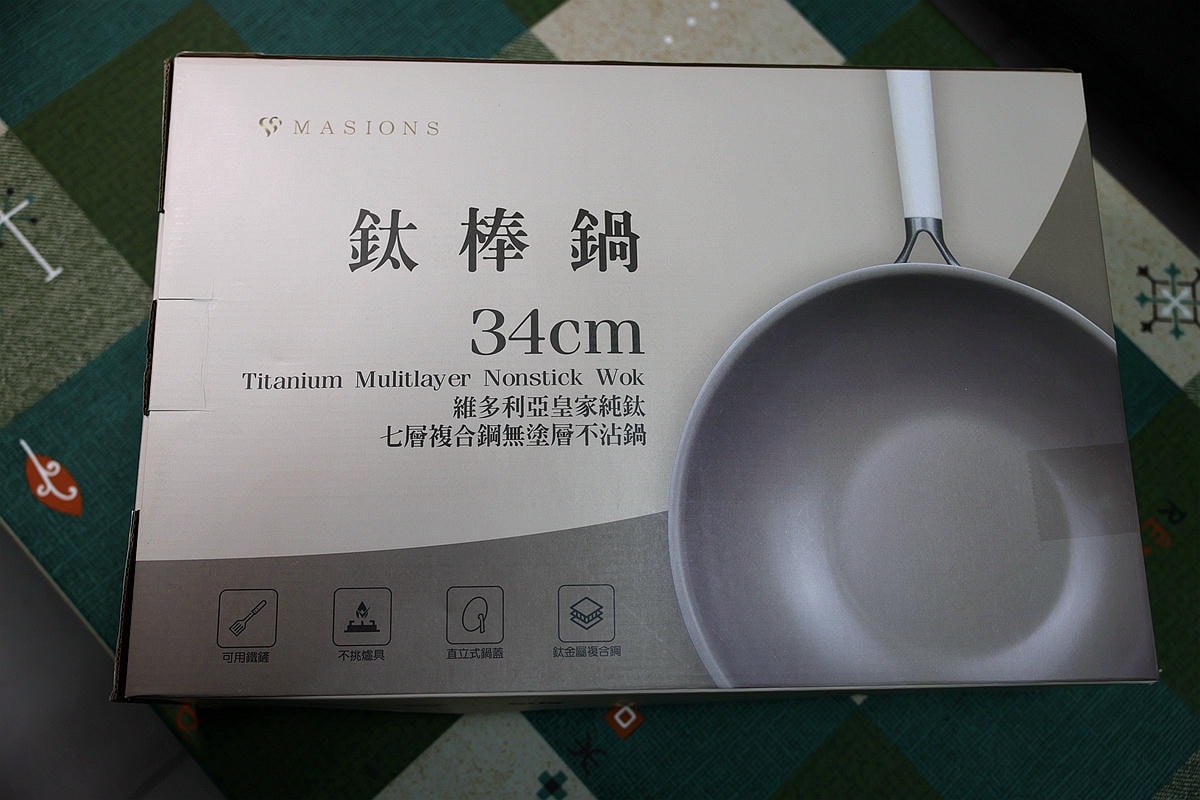 MASIONS
鈦棒鍋
34cm
Titanium Mulitlayer Nonstick Wok
維多利亞皇家純鈦
七層複合鋼無塗層不沾鍋
可用鐵鏟
不挑爐具
直立式鍋蓋
鈦金屬複合鋼